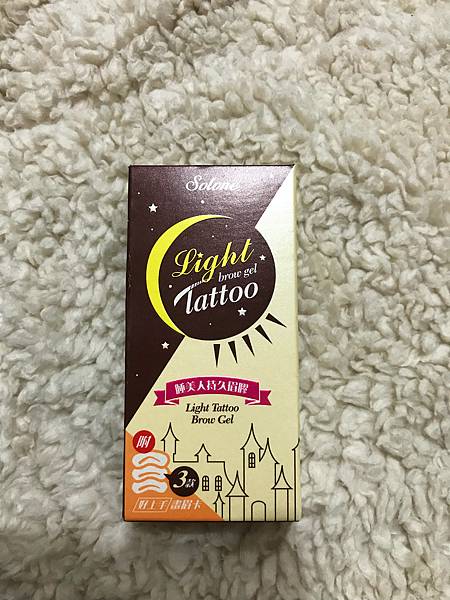 Solone
Light
brow gel
Tattoo
睡美人持久眉膠
Light Tattoo
Brow Gel
附
3款
好上手 畫眉卡